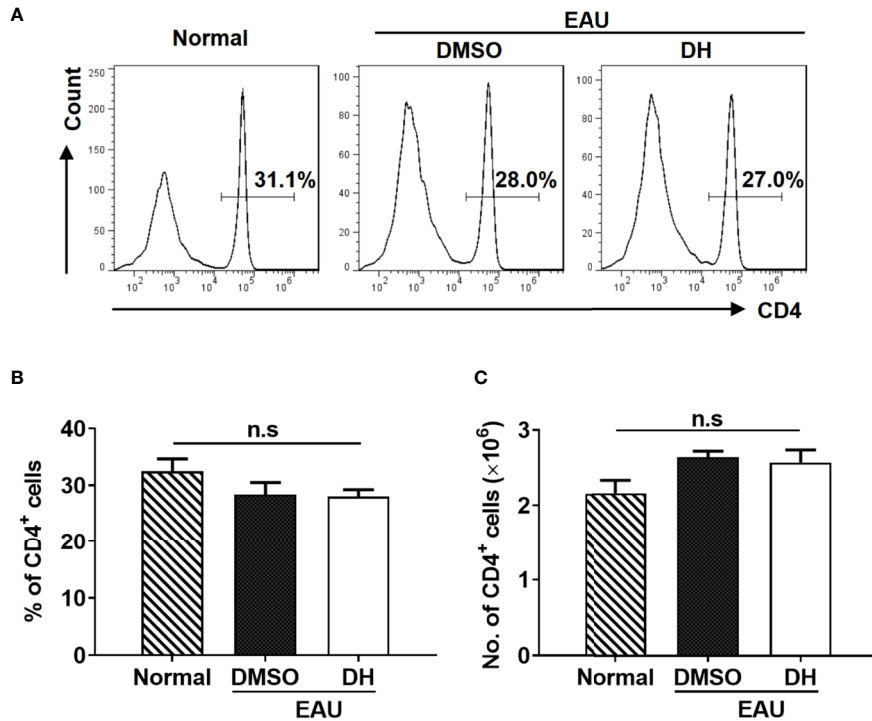 A
EAU
Normal
DMSO
DH
Count
250
200
150
100
50
0
31.1%
10^2 10^3 10^4 10^5 10^6
100
80
60
40
20
0
28.0%
10^2 10^3 10^4 10^5 10^6
100
80
60
40
20
0
27.0%
10^2 10^3 10^4 10^5 10^6
CD4
B
% of CD4⁺ cells
40
30
20
10
0
n.s
Normal DMSO DH
EAU
C
No. of CD4⁺ cells (×10⁶)
3
2
1
0
n.s
Normal DMSO DH
EAU